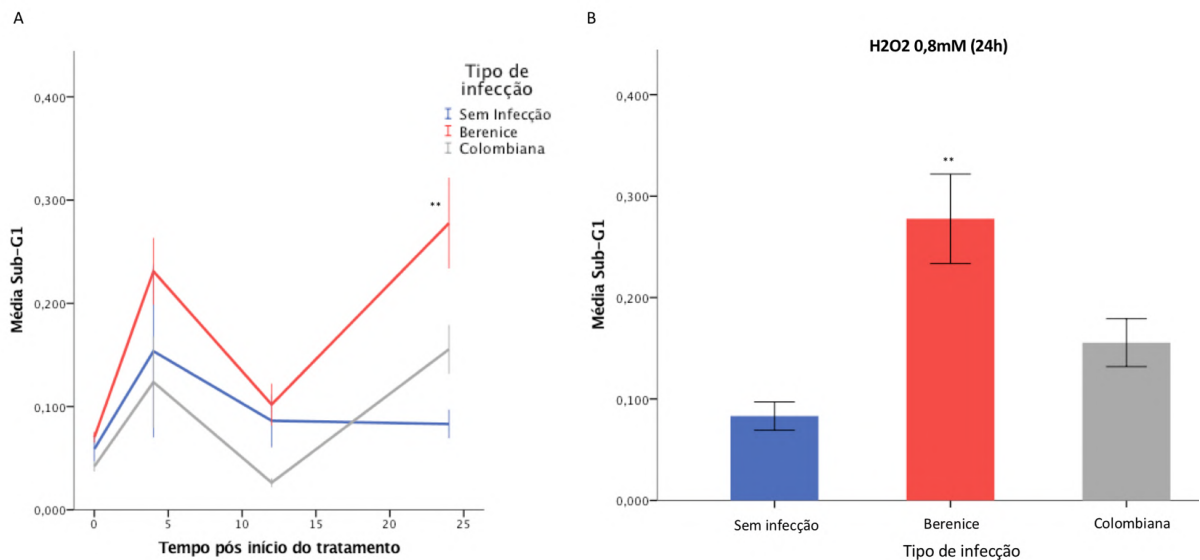 A
Tipo de
infecção
Sem Infecção
Berenice
Colombiana
**
Média Sub-G1
0,400
0,300
0,200
0,100
0,000
0
5
10
15
20
25
Tempo pós início do tratamento
B
H2O2 0,8mM (24h)
**
Média Sub-G1
0,400
0,300
0,200
0,100
0,000
Sem infecção
Berenice
Colombiana
Tipo de infecção